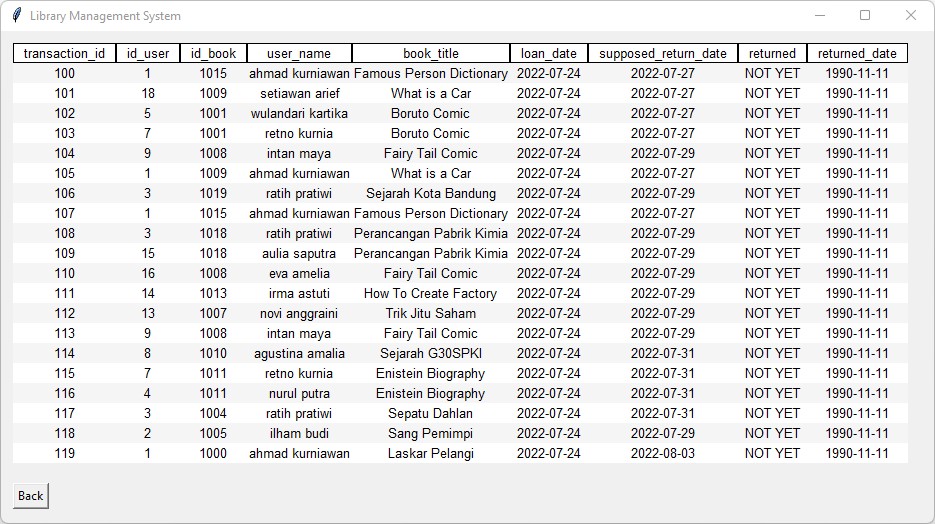 Library Management System
transaction_id id_user id_book user_name book_title loan_date supposed_return_date returned returned_date
100 1 1015 ahmad kurniawan Famous Person Dictionary 2022-07-24 2022-07-27 NOT YET 1990-11-11
101 18 1009 setiawan arief What is a Car 2022-07-24 2022-07-27 NOT YET 1990-11-11
102 5 1001 wulandari kartika Boruto Comic 2022-07-24 2022-07-27 NOT YET 1990-11-11
103 7 1001 retno kurnia Boruto Comic 2022-07-24 2022-07-27 NOT YET 1990-11-11
104 9 1008 intan maya Fairy Tail Comic 2022-07-24 2022-07-29 NOT YET 1990-11-11
105 1 1009 ahmad kurniawan What is a Car 2022-07-24 2022-07-27 NOT YET 1990-11-11
106 3 1019 ratih pratiwi Sejarah Kota Bandung 2022-07-24 2022-07-29 NOT YET 1990-11-11
107 1 1015 ahmad kurniawan Famous Person Dictionary 2022-07-24 2022-07-27 NOT YET 1990-11-11
108 3 1018 ratih pratiwi Perancangan Pabrik Kimia 2022-07-24 2022-07-29 NOT YET 1990-11-11
109 15 1018 aulia saputra Perancangan Pabrik Kimia 2022-07-24 2022-07-29 NOT YET 1990-11-11
110 16 1008 eva amelia Fairy Tail Comic 2022-07-24 2022-07-29 NOT YET 1990-11-11
111 14 1013 irma astuti How To Create Factory 2022-07-24 2022-07-29 NOT YET 1990-11-11
112 13 1007 novi anggraini Trik Jitu Saham 2022-07-24 2022-07-29 NOT YET 1990-11-11
113 9 1008 intan maya Fairy Tail Comic 2022-07-24 2022-07-29 NOT YET 1990-11-11
114 8 1010 agustina amalia Sejarah G30SPKI 2022-07-24 2022-07-31 NOT YET 1990-11-11
115 7 1011 retno kurnia Enistein Biography 2022-07-24 2022-07-31 NOT YET 1990-11-11
116 4 1011 nurul putra Enistein Biography 2022-07-24 2022-07-31 NOT YET 1990-11-11
117 3 1004 ratih pratiwi Sepatu Dahlan 2022-07-24 2022-07-31 NOT YET 1990-11-11
118 2 1005 ilham budi Sang Pemimpi 2022-07-24 2022-07-29 NOT YET 1990-11-11
119 1 1000 ahmad kurniawan Laskar Pelangi 2022-07-24 2022-08-03 NOT YET 1990-11-11
Back